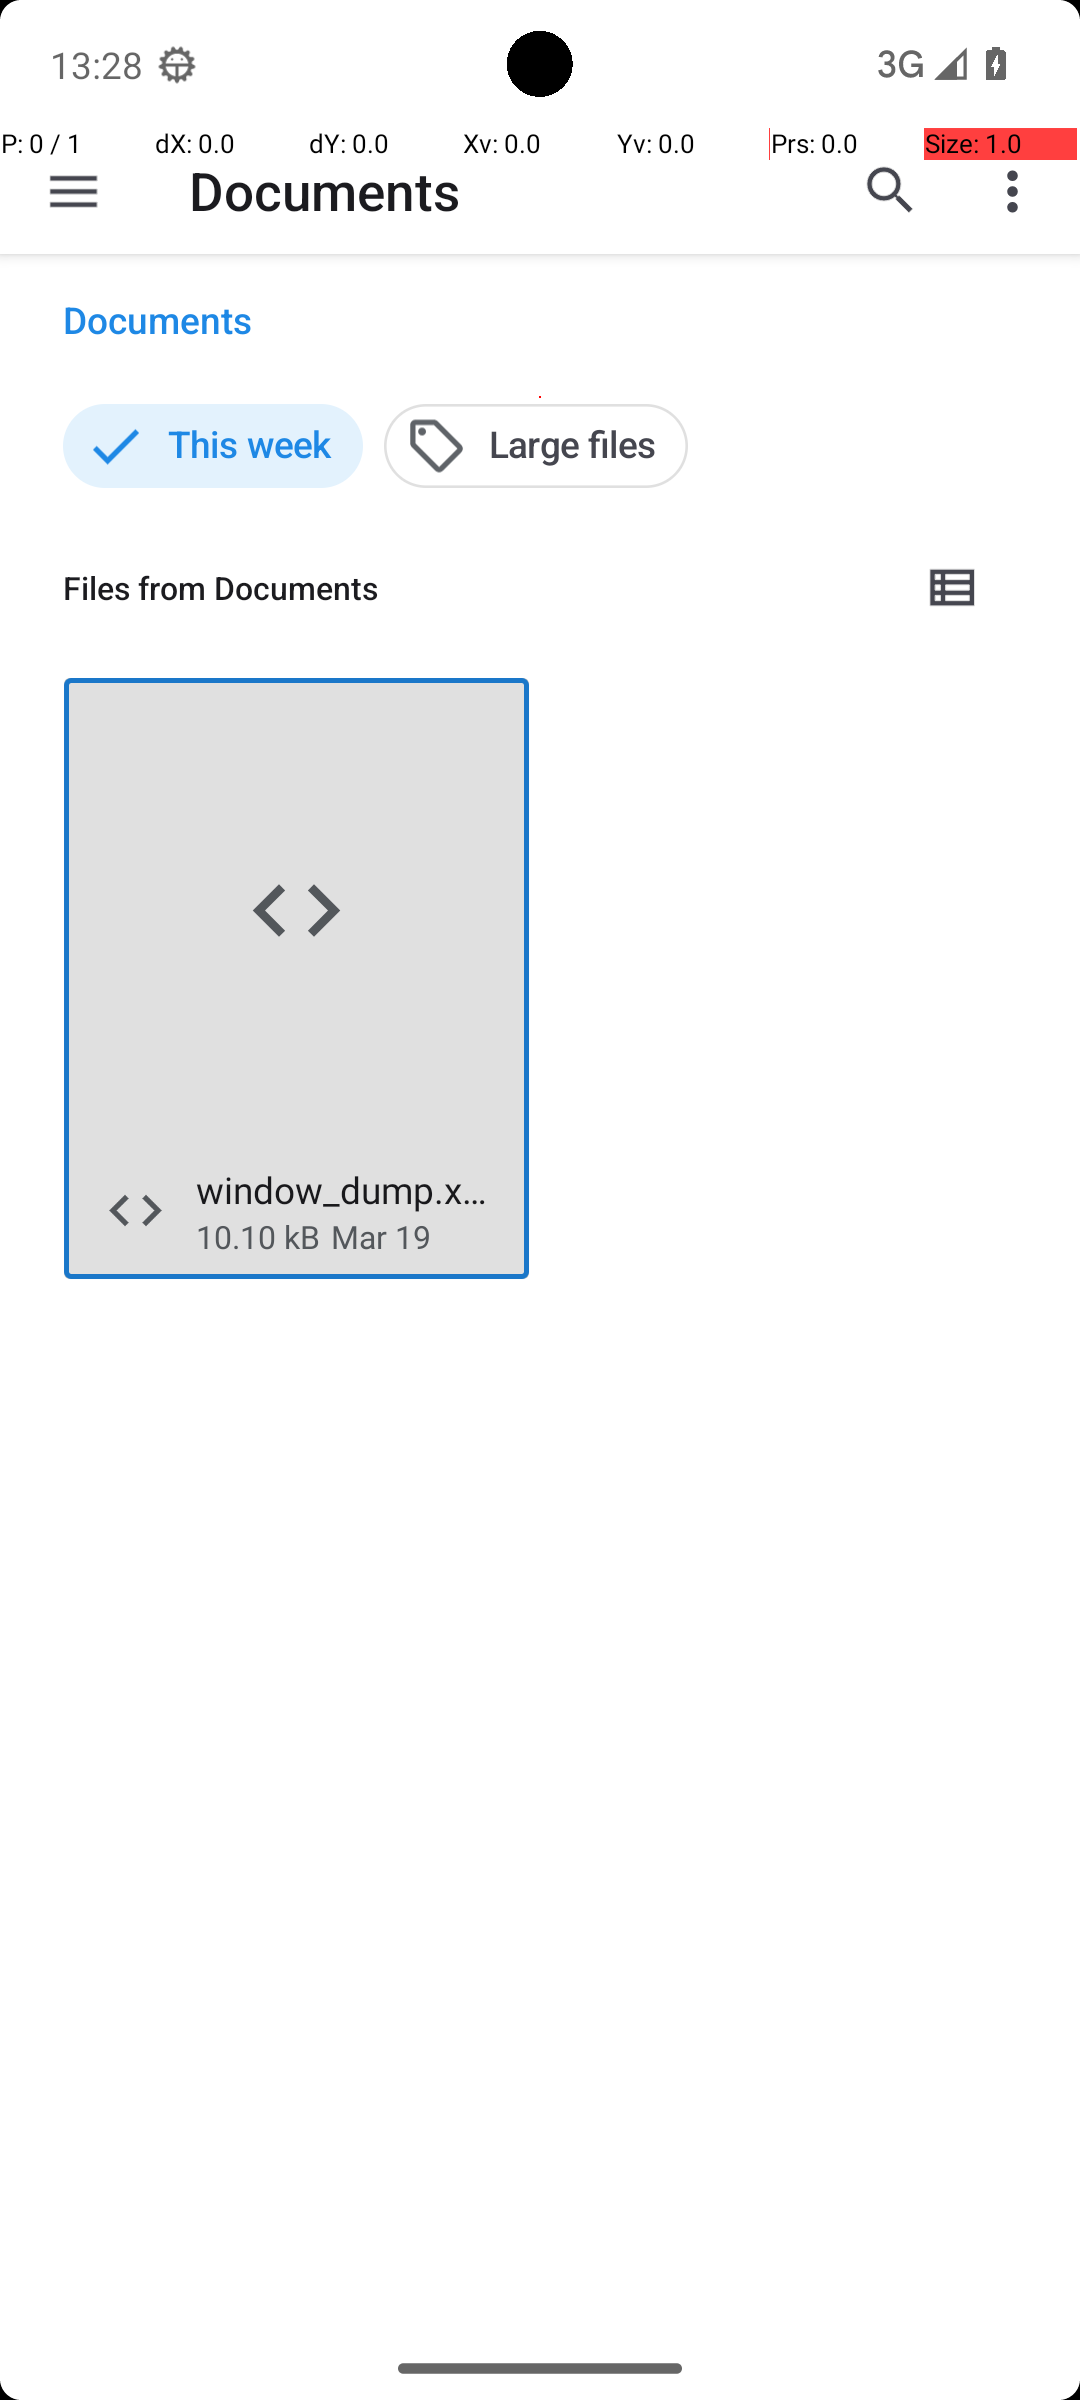 13:28
3G
P: 0 / 1
dX: 0.0
dY: 0.0
Xv: 0.0
Yv: 0.0
Prs: 0.0
Size: 1.0
Documents
Documents
This week
Large files
Files from Documents
window_dump.x…
10.10 kB Mar 19